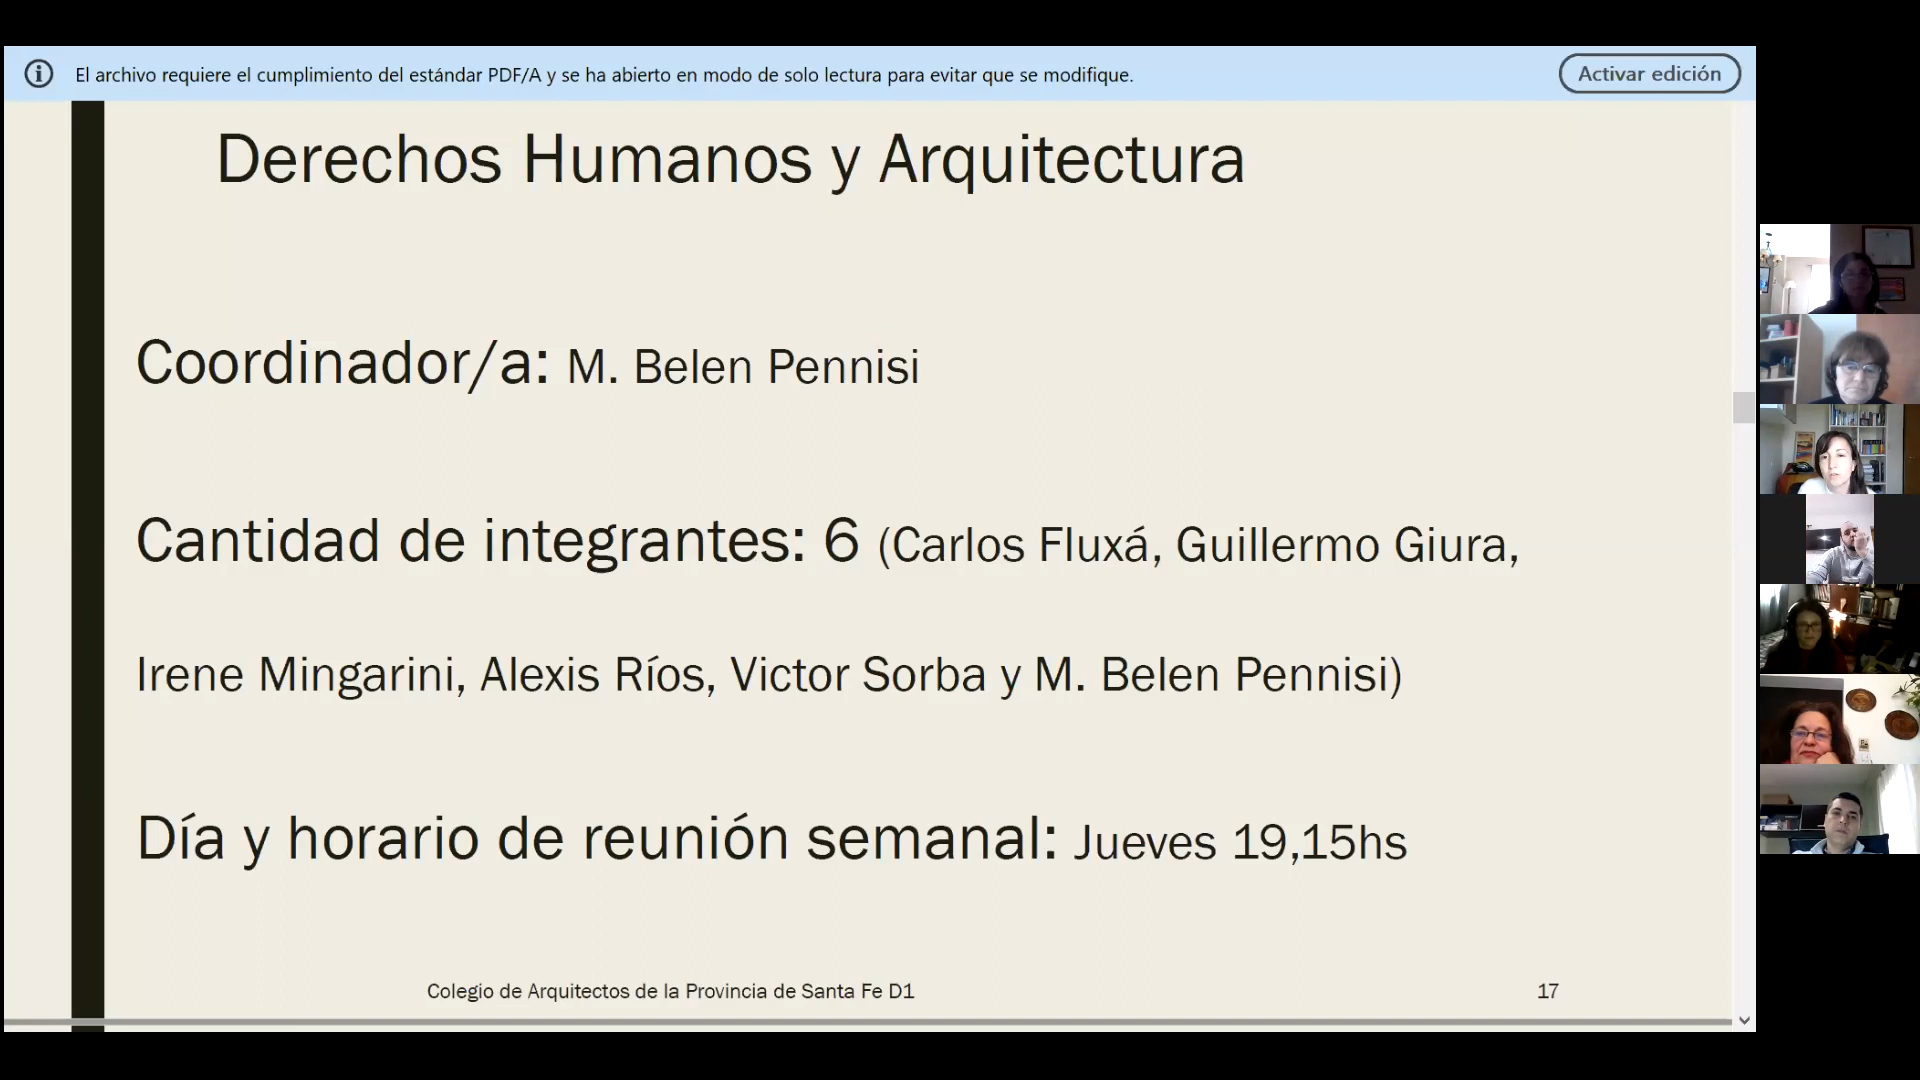 El archivo requiere el cumplimiento del estándar PDF/A y se ha abierto en modo de solo lectura para evitar que se modifique.
Activar edición
Derechos Humanos y Arquitectura
Coordinador/a: M. Belen Pennisi
Cantidad de integrantes: 6 (Carlos Fluxá, Guillermo Giura,
Irene Mingarini, Alexis Ríos, Victor Sorba y M. Belen Pennisi)
Día y horario de reunión semanal: Jueves 19,15hs
Colegio de Arquitectos de la Provincia de Santa Fe D1
17